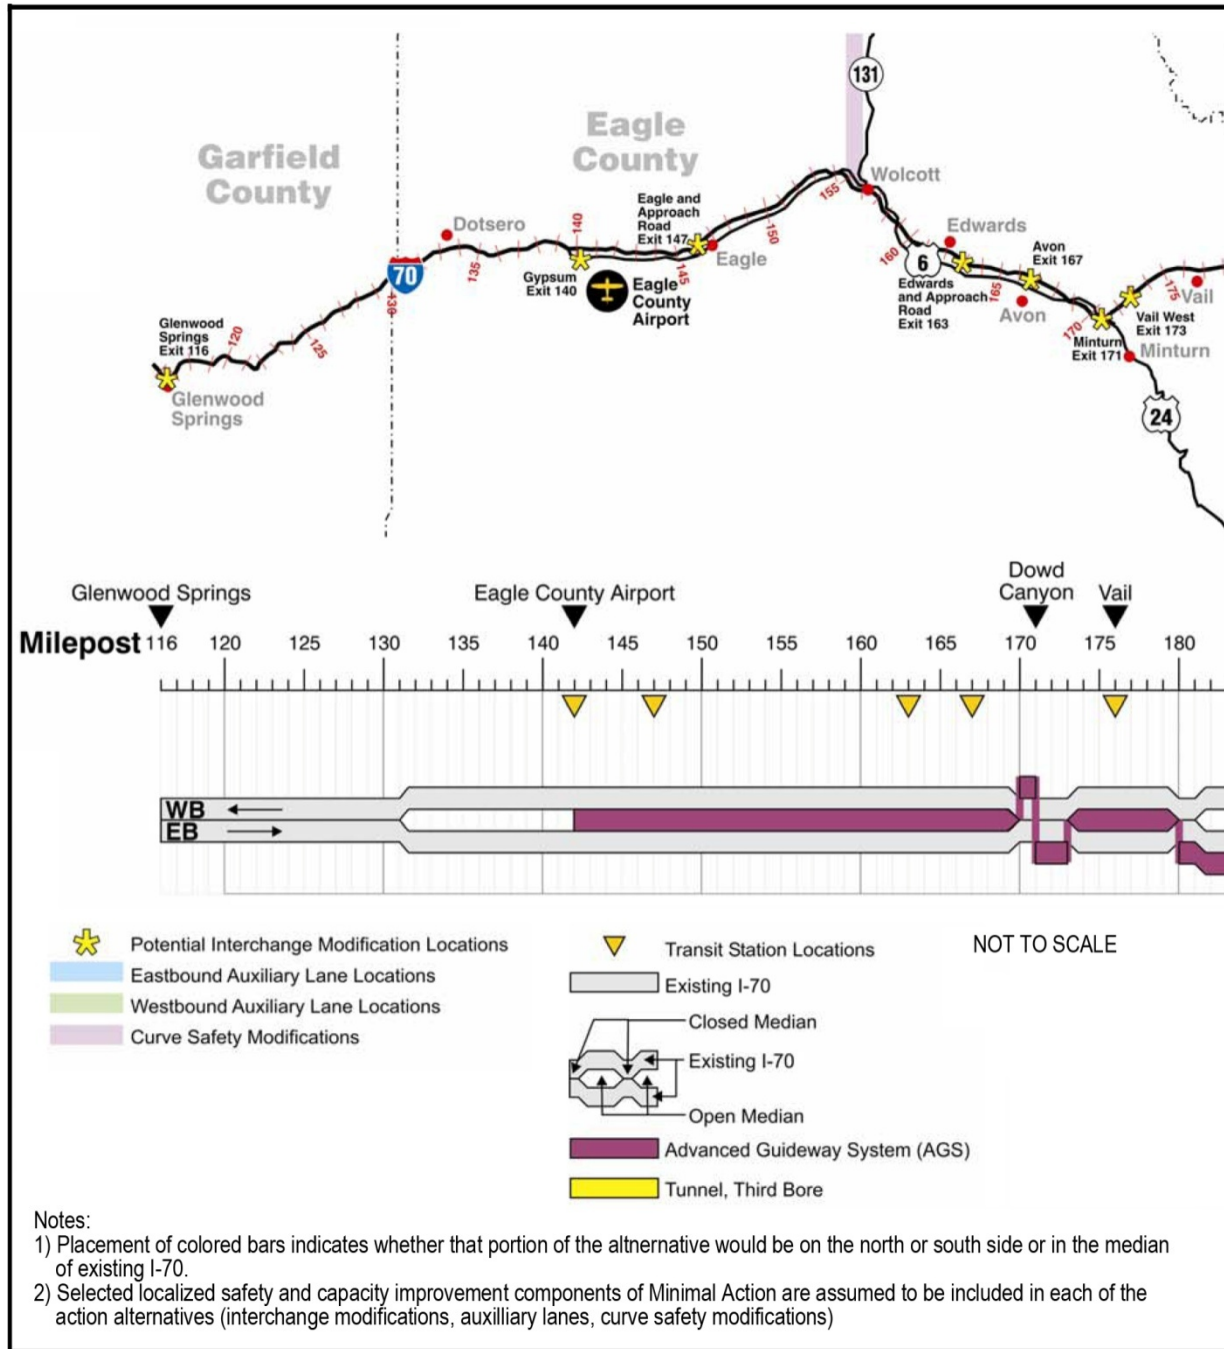 131
Garfield
County
Eagle
County
Wolcott
155
Eagle and
Approach
Road
Exit 147
140
150
Dotsero
Edwards
Avon
Exit 167
160
6
70
135
Gypsum
Exit 140
145
Eagle
Eagle
County
Airport
Edwards
and Approach
Road
Exit 163
165
Avon
175
Vail
Vail West
Exit 173
130
170
Minturn
Exit 171
Minturn
Glenwood
Springs
Exit 116
120
125
Glenwood
Springs
24
Glenwood Springs
Eagle County Airport
Dowd
Canyon
Vail
Milepost 116 120 125 130 135 140 145 150 155 160 165 170 175 180
WB
EB
Potential Interchange Modification Locations
Eastbound Auxiliary Lane Locations
Westbound Auxiliary Lane Locations
Curve Safety Modifications
Transit Station Locations
Existing I-70
Closed Median
Existing I-70
Open Median
Advanced Guideway System (AGS)
Tunnel, Third Bore
NOT TO SCALE
Notes:
1) Placement of colored bars indicates whether that portion of the altnernative would be on the north or south side or in the median
of existing I-70.
2) Selected localized safety and capacity improvement components of Minimal Action are assumed to be included in each of the
action alternatives (interchange modifications, auxilliary lanes, curve safety modifications)